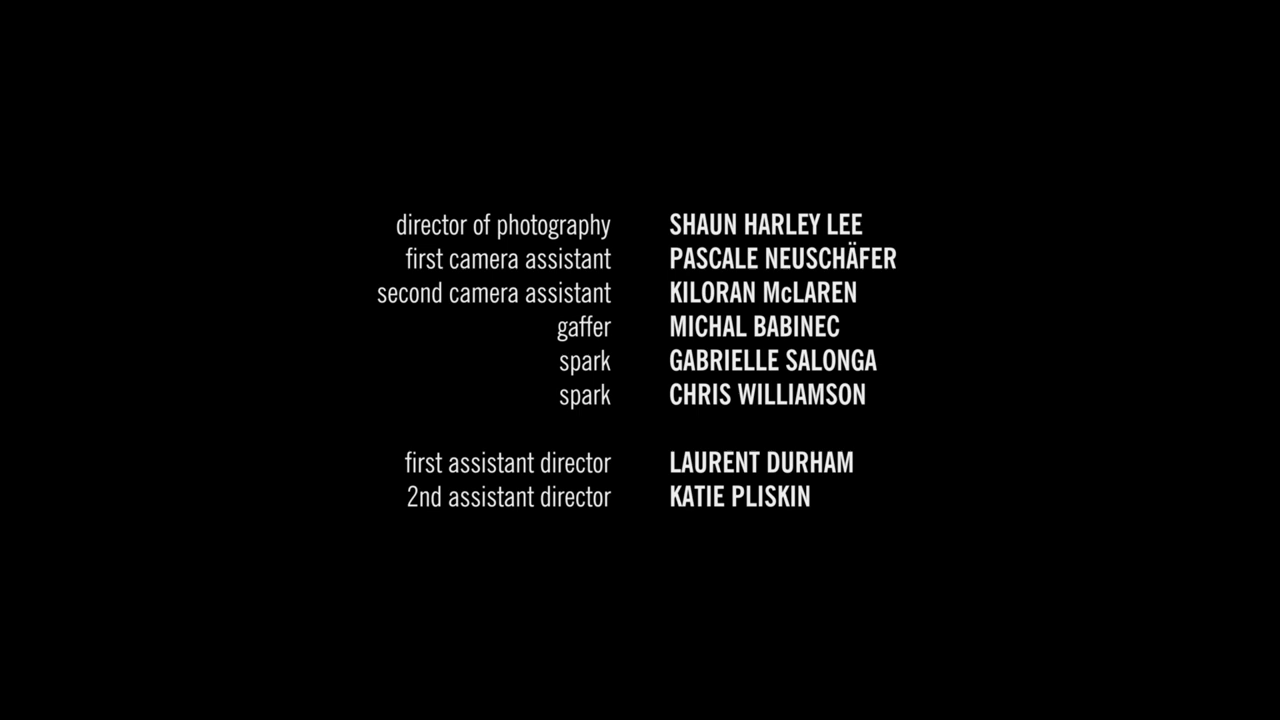 director of photography SHAUN HARLEY LEE
first camera assistant PASCALE NEUSCHÄFER
second camera assistant KILORAN McLAREN
gaffer MICHAL BABINEC
spark GABRIELLE SALONGA
spark CHRIS WILLIAMSON
first assistant director LAURENT DURHAM
2nd assistant director KATIE PLISKIN